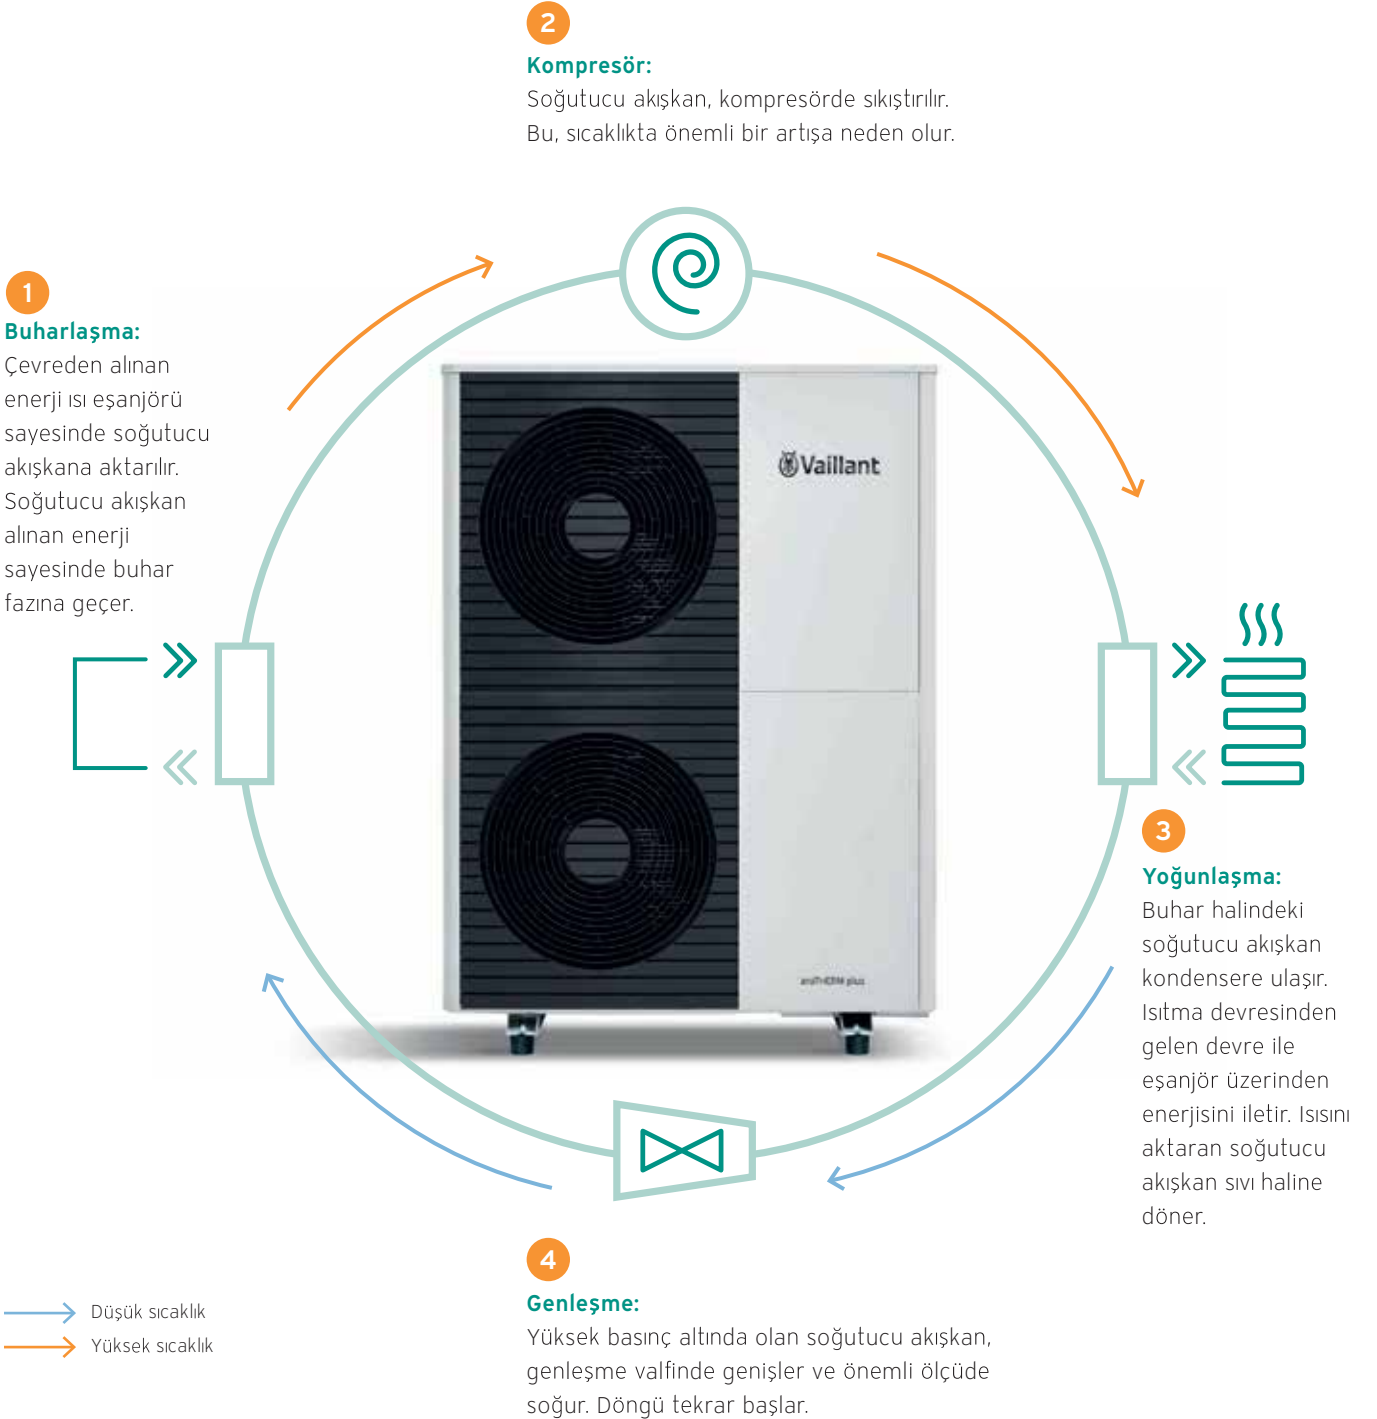 2
Kompresör:
Soğutucu akışkan, kompresörde sıkıştırılır.
Bu, sıcaklıkta önemli bir artışa neden olur.
1
Buharlaşma:
Çevreden alınan
enerji ısı eşanjörü
sayesinde soğutucu
akışkana aktarılır.
Soğutucu akışkan
alınan enerji
sayesinde buhar
fazına geçer.
Vaillant
aroTHERM plus
3
Yoğunlaşma:
Buhar halindeki
soğutucu akışkan
kondensere ulaşır.
Isıtma devresinden
gelen devre ile
eşanjör üzerinden
enerjisini iletir. Isısını
aktaran soğutucu
akışkan sıvı haline
döner.
4
Genleşme:
Yüksek basınç altında olan soğutucu akışkan,
genleşme valfinde genişler ve önemli ölçüde
soğur. Döngü tekrar başlar.
Düşük sıcaklık
Yüksek sıcaklık